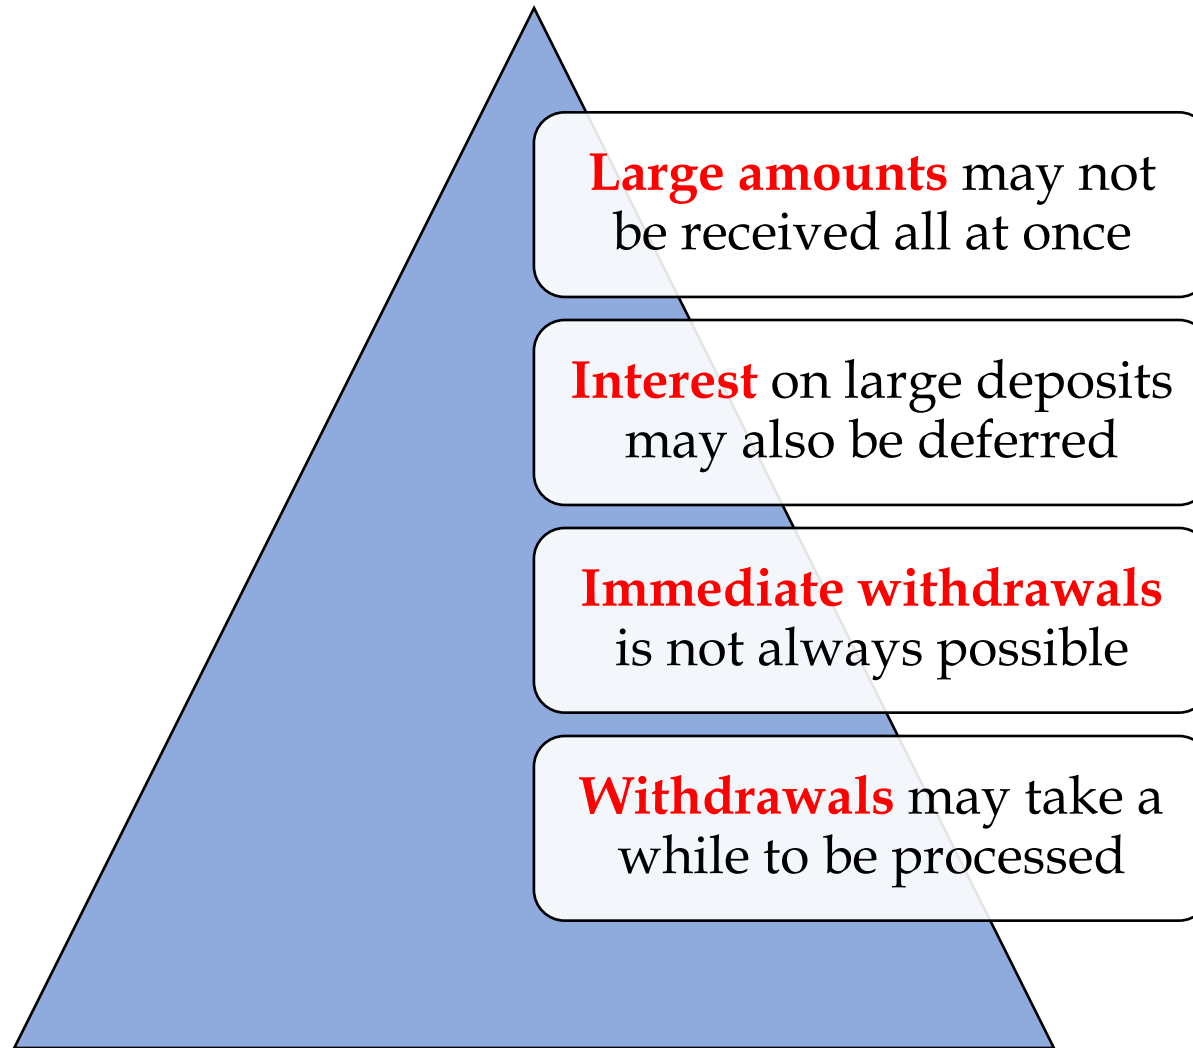 Large amounts may not
be received all at once
Interest on large deposits
may also be deferred
Immediate withdrawals
is not always possible
Withdrawals may take a
while to be processed